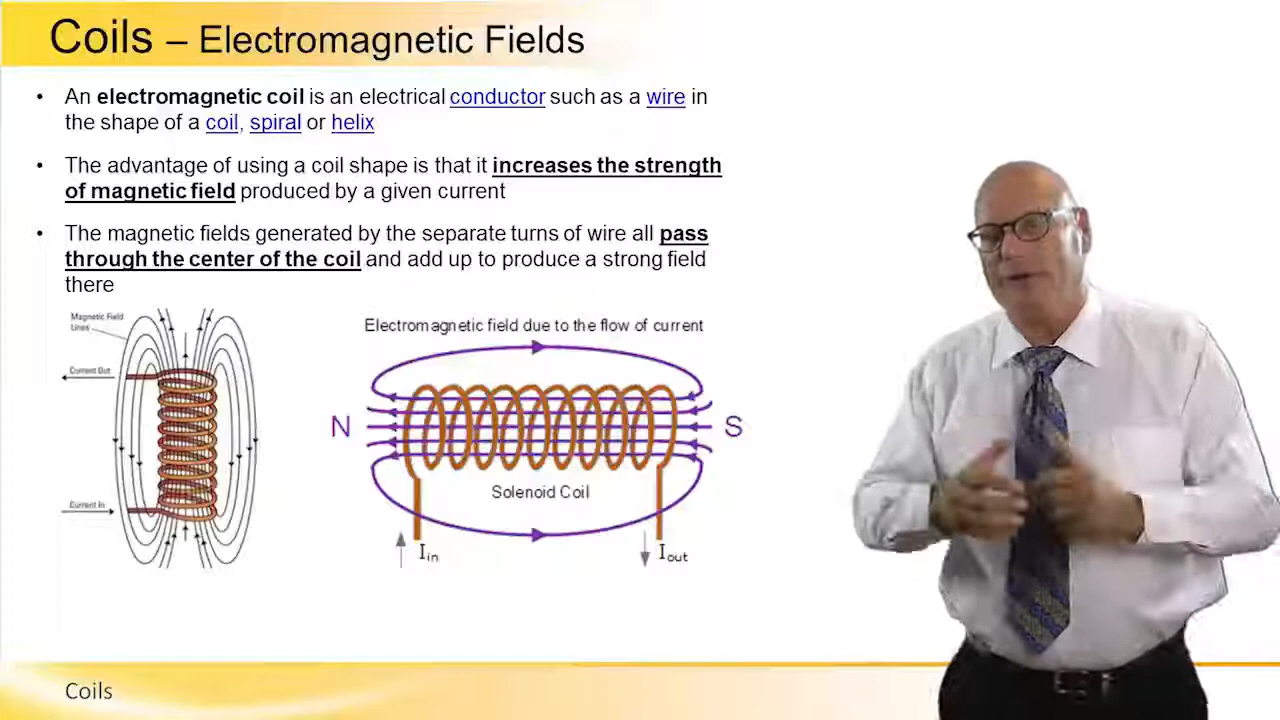 Coils – Electromagnetic Fields
• An electromagnetic coil is an electrical conductor such as a wire in
the shape of a coil, spiral or helix
• The advantage of using a coil shape is that it increases the strength
of magnetic field produced by a given current
• The magnetic fields generated by the separate turns of wire all pass
through the center of the coil and add up to produce a strong field
there
Magnetic Field
Lines
Current Out
Current In
Electromagnetic field due to the flow of current
N
S
Solenoid Coil
Iin
Iout
Coils